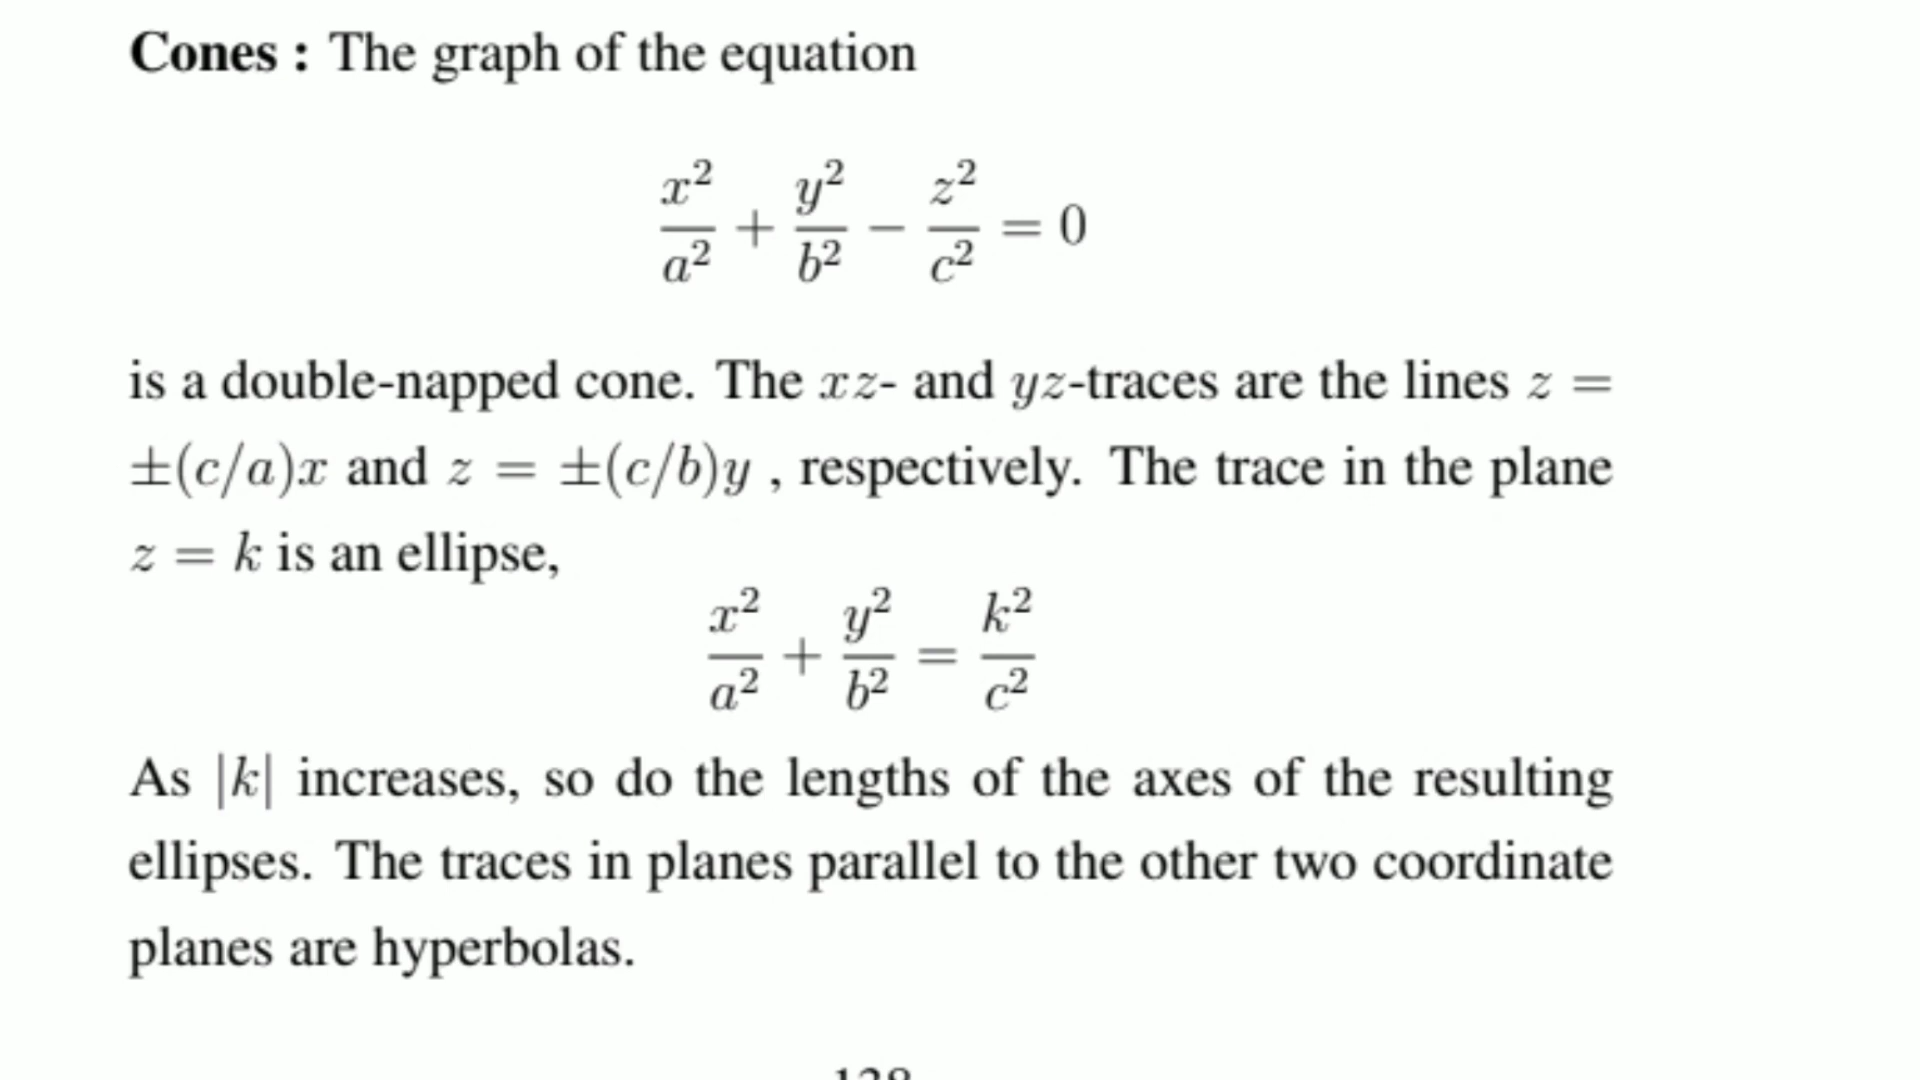 Cones : The graph of the equation
x²/a² + y²/b² − z²/c² = 0
is a double-napped cone. The xz- and yz-traces are the lines z =
±(c/a)x and z = ±(c/b)y , respectively. The trace in the plane
z = k is an ellipse,
x²/a² + y²/b² = k²/c²
As |k| increases, so do the lengths of the axes of the resulting
ellipses. The traces in planes parallel to the other two coordinate
planes are hyperbolas.